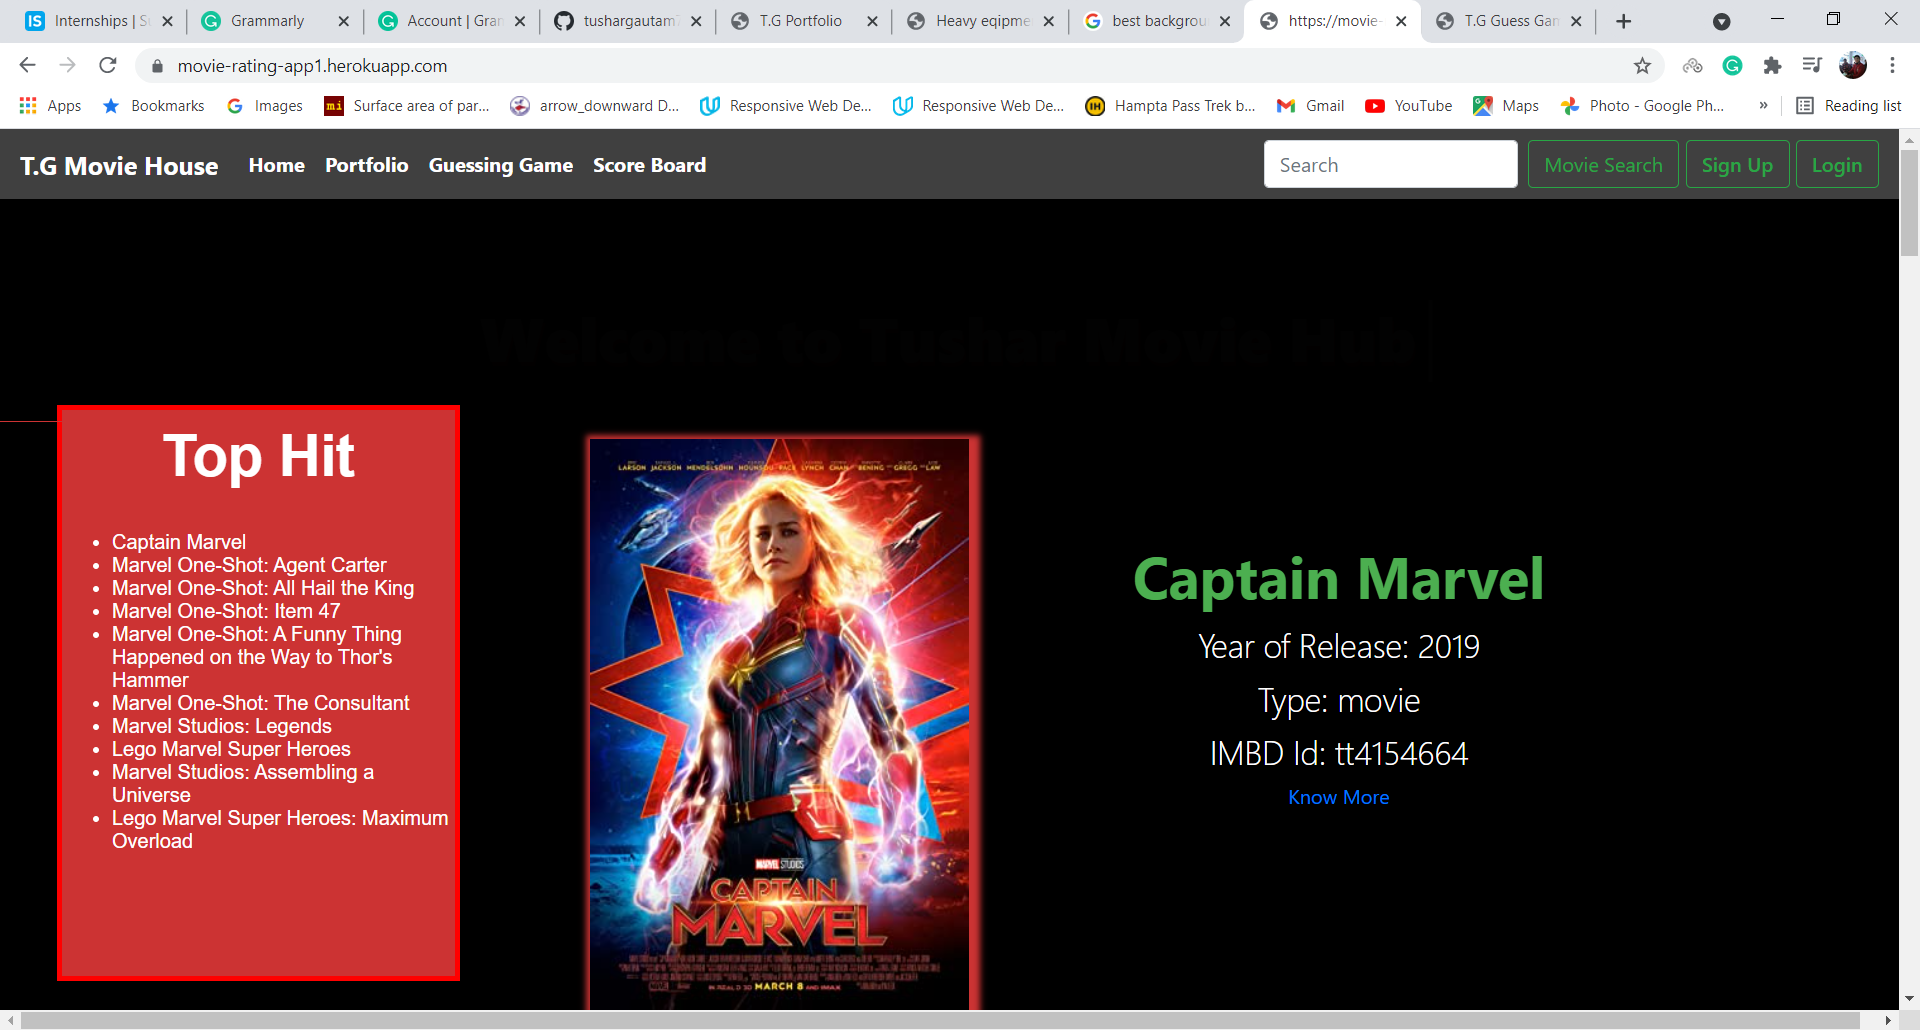 Internships | S
Grammarly
Account | Gran
tushargautam7
T.G Portfolio
Heavy eqipme
best backgrou
https://movie-
T.G Guess Gam
movie-rating-app1.herokuapp.com
Apps
Bookmarks
Images
Surface area of par...
arrow_downward D...
Responsive Web De...
Responsive Web De...
Hampta Pass Trek b...
Gmail
YouTube
Maps
Photo - Google Ph...
»
Reading list
T.G Movie House
Home
Portfolio
Guessing Game
Score Board
Search
Movie Search
Sign Up
Login
Welcome to Tushar Movie Hub
Top Hit
Captain Marvel
Marvel One-Shot: Agent Carter
Marvel One-Shot: All Hail the King
Marvel One-Shot: Item 47
Marvel One-Shot: A Funny Thing
Happened on the Way to Thor's
Hammer
Marvel One-Shot: The Consultant
Marvel Studios: Legends
Lego Marvel Super Heroes
Marvel Studios: Assembling a
Universe
Lego Marvel Super Heroes: Maximum
Overload
LARSON JACKSON MENDELSOHN HOUNSOU PACE LYNCH CHAN BENING GREGG LAW
MARVEL STUDIOS
CAPTAIN
MARVEL
IN REAL D 3D MARCH 8 AND IMAX
Captain Marvel
Year of Release: 2019
Type: movie
IMBD Id: tt4154664
Know More